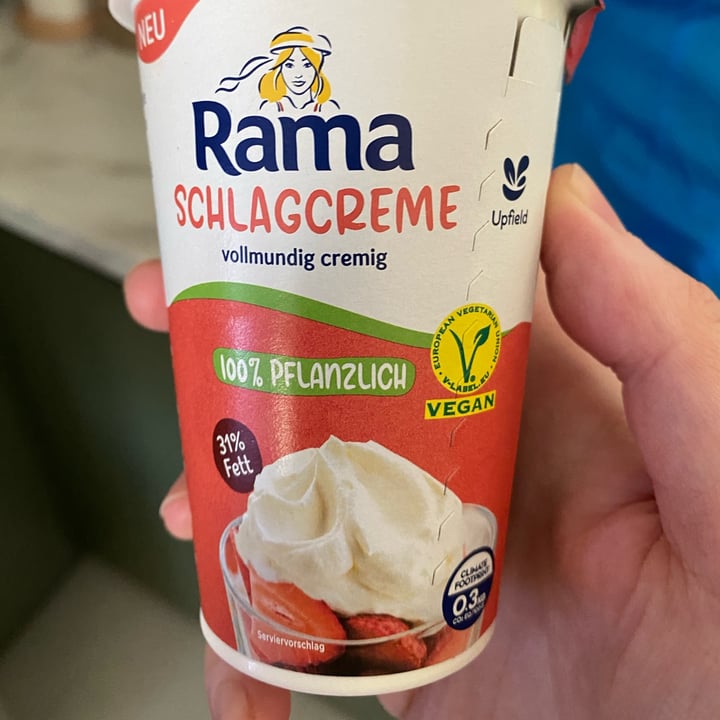 NEU
Rama
SCHLAGCREME
vollmundig cremig
Upfield
100% PFLANZLICH
EUROPEAN VEGETARIAN UNION
V-LABEL.EU
VEGAN
31%
Fett
CLIMATE
FOOTPRINT
0.3KG
Serviervorschlag